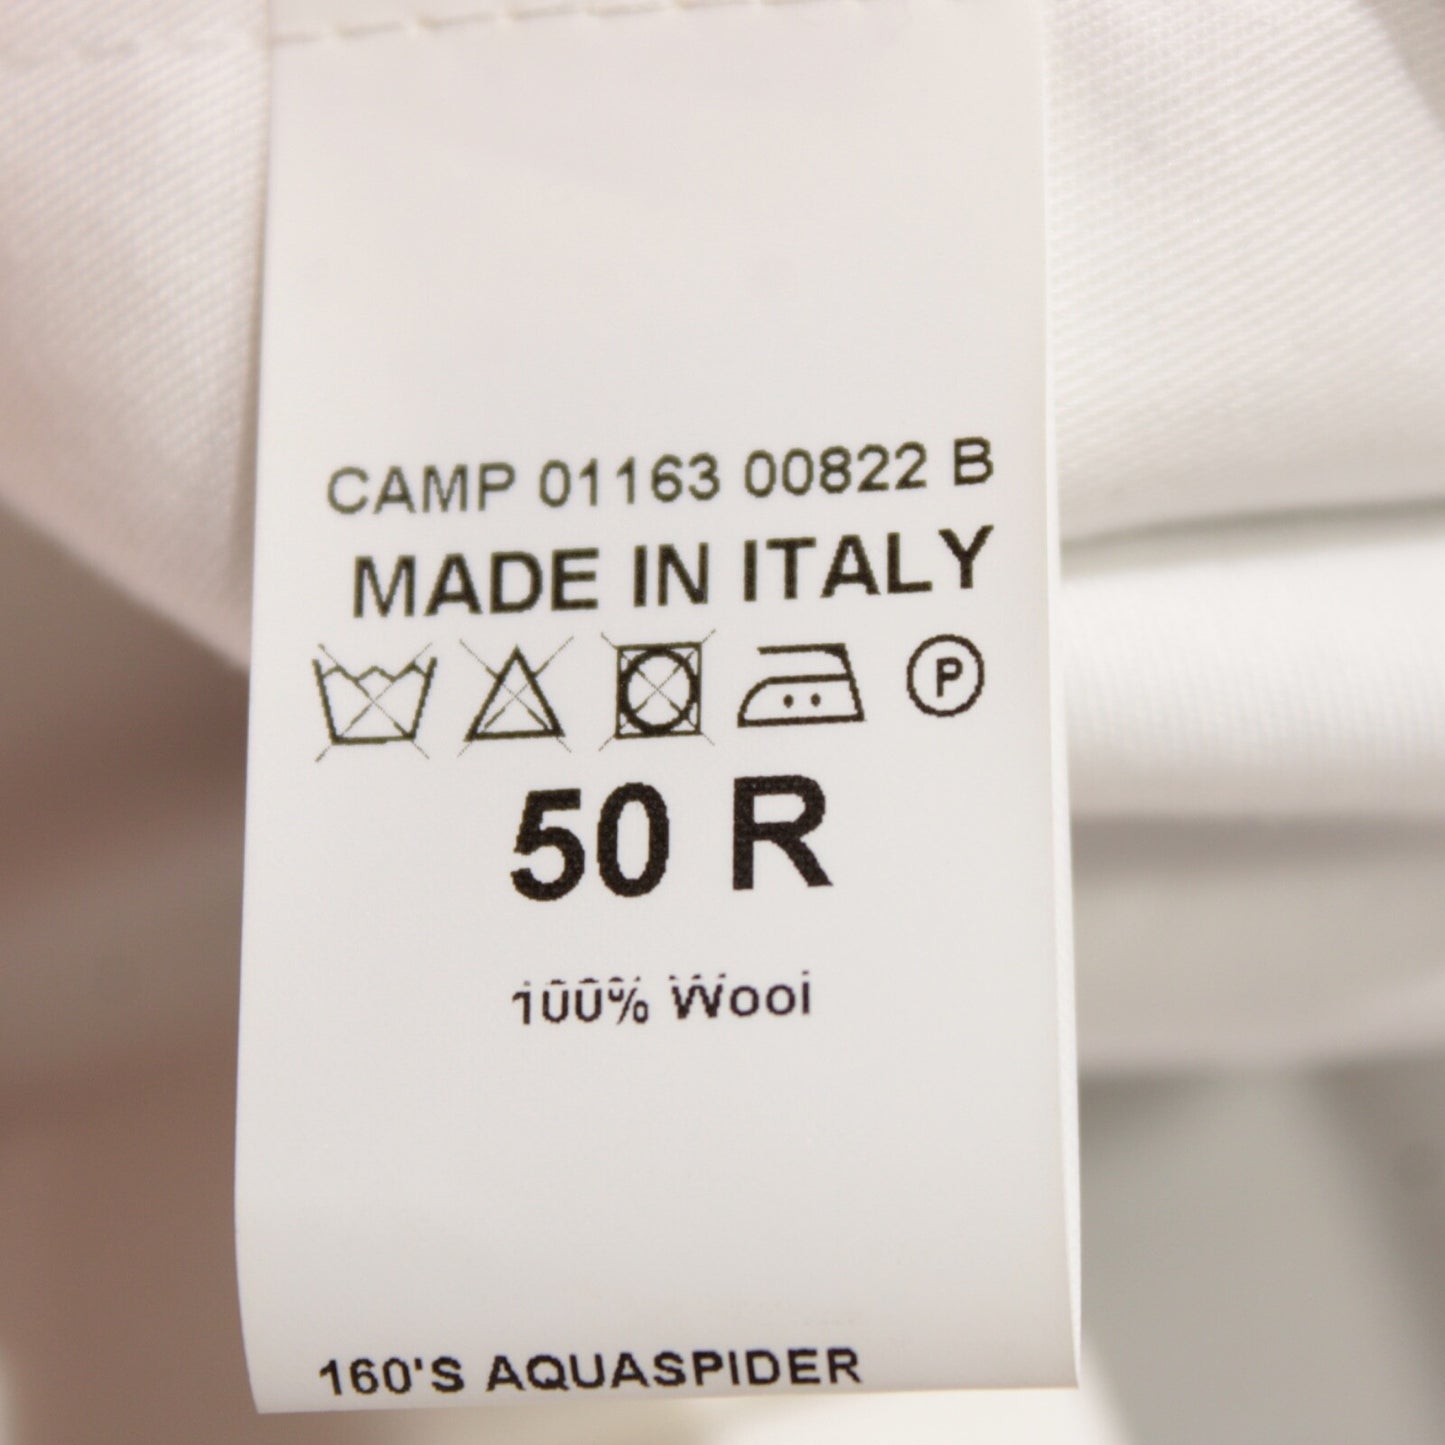 CAMP 01163 00822 B
MADE IN ITALY
P
50 R
100% Wool
160'S AQUASPIDER